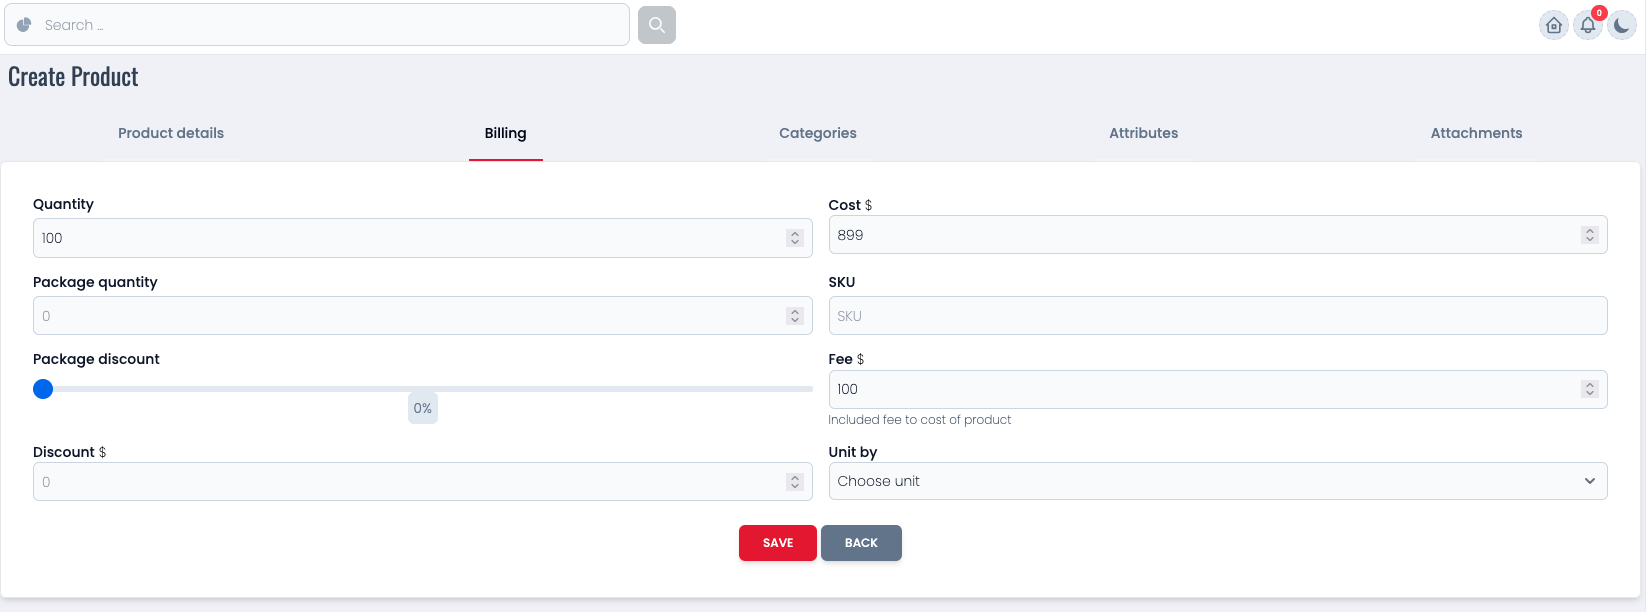 Search ...
0
Create Product
Product details
Billing
Categories
Attributes
Attachments
Quantity
100
Cost $
899
Package quantity
0
SKU
SKU
Package discount
0%
Fee $
100
Included fee to cost of product
Discount $
0
Unit by
Choose unit
SAVE
BACK